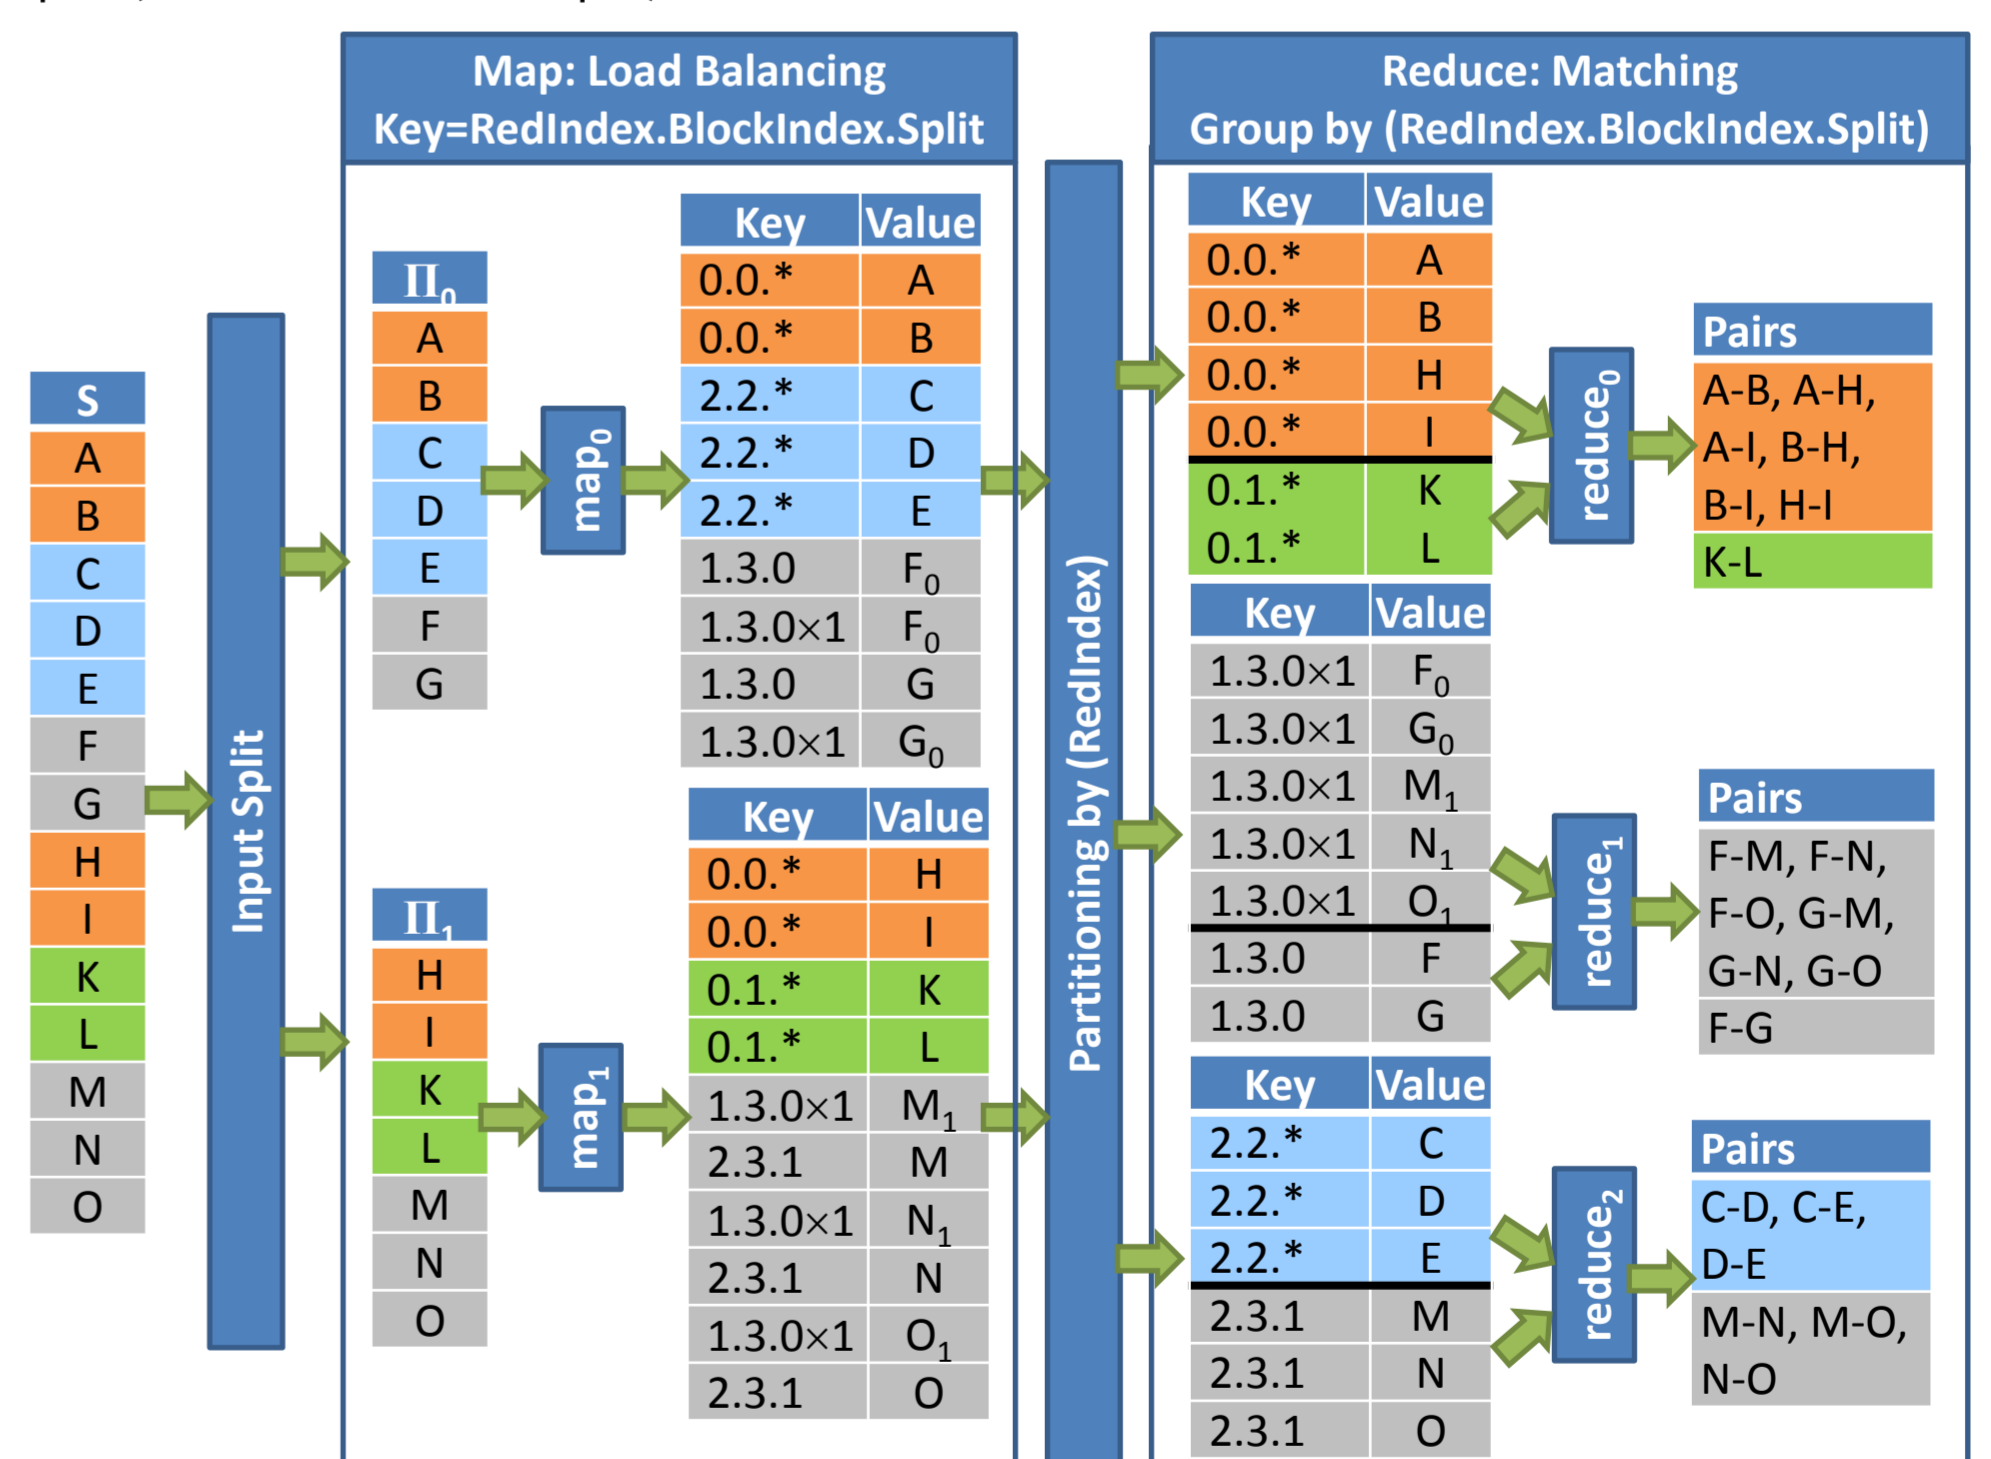 Map: Load Balancing
Key=RedIndex.BlockIndex.Split
Reduce: Matching
Group by (RedIndex.BlockIndex.Split)
S
A
B
C
D
E
F
G
H
I
K
L
M
N
O
Input Split
Π₀
A
B
C
D
E
F
G
map₀
Key Value
0.0.* A
0.0.* B
2.2.* C
2.2.* D
2.2.* E
1.3.0 F₀
1.3.0×1 F₀
1.3.0 G
1.3.0×1 G₀
Π₁
H
I
K
L
M
N
O
map₁
Key Value
0.0.* H
0.0.* I
0.1.* K
0.1.* L
1.3.0×1 M₁
2.3.1 M
1.3.0×1 N₁
2.3.1 N
1.3.0×1 O₁
2.3.1 O
Partitioning by (RedIndex)
Key Value
0.0.* A
0.0.* B
0.0.* H
0.0.* I
0.1.* K
0.1.* L
reduce₀
Pairs
A-B, A-H,
A-I, B-H,
B-I, H-I
K-L
Key Value
1.3.0×1 F₀
1.3.0×1 G₀
1.3.0×1 M₁
1.3.0×1 N₁
1.3.0×1 O₁
1.3.0 F
1.3.0 G
reduce₁
Pairs
F-M, F-N,
F-O, G-M,
G-N, G-O
F-G
Key Value
2.2.* C
2.2.* D
2.2.* E
2.3.1 M
2.3.1 N
2.3.1 O
reduce₂
Pairs
C-D, C-E,
D-E
M-N, M-O,
N-O